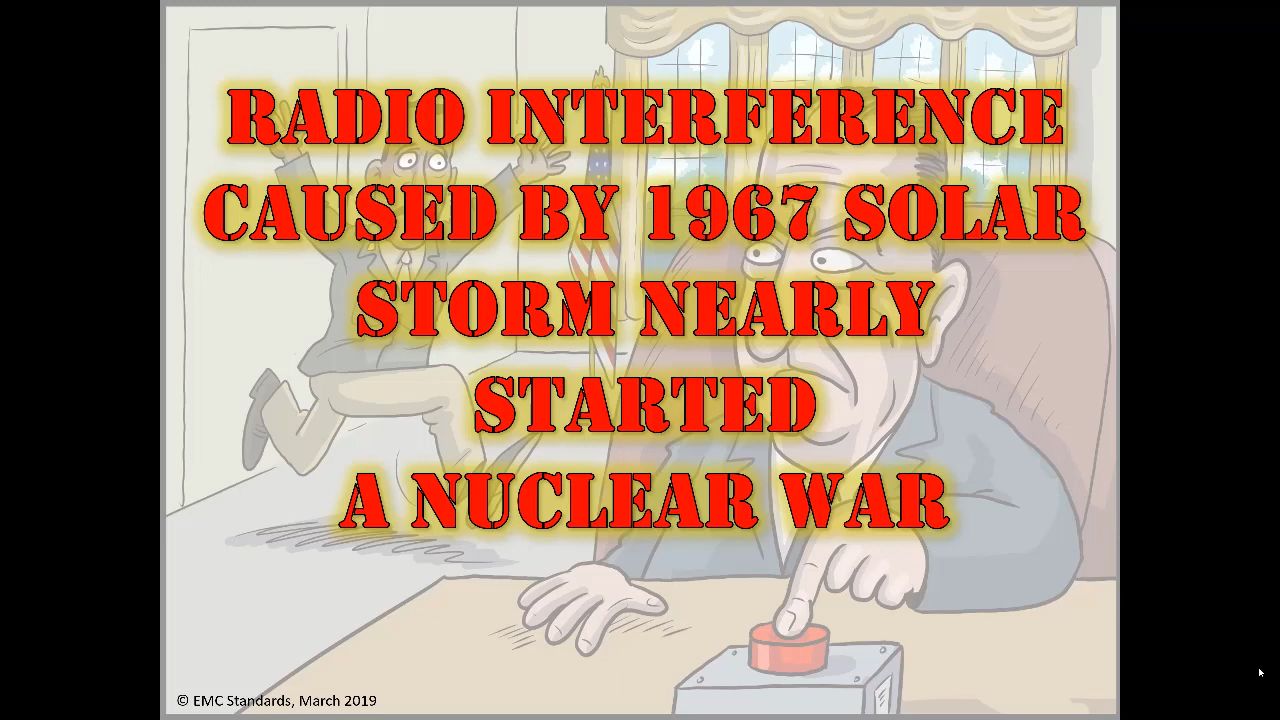 RADIO INTERFERENCE
CAUSED BY 1967 SOLAR
STORM NEARLY
STARTED
A NUCLEAR WAR
© EMC Standards, March 2019